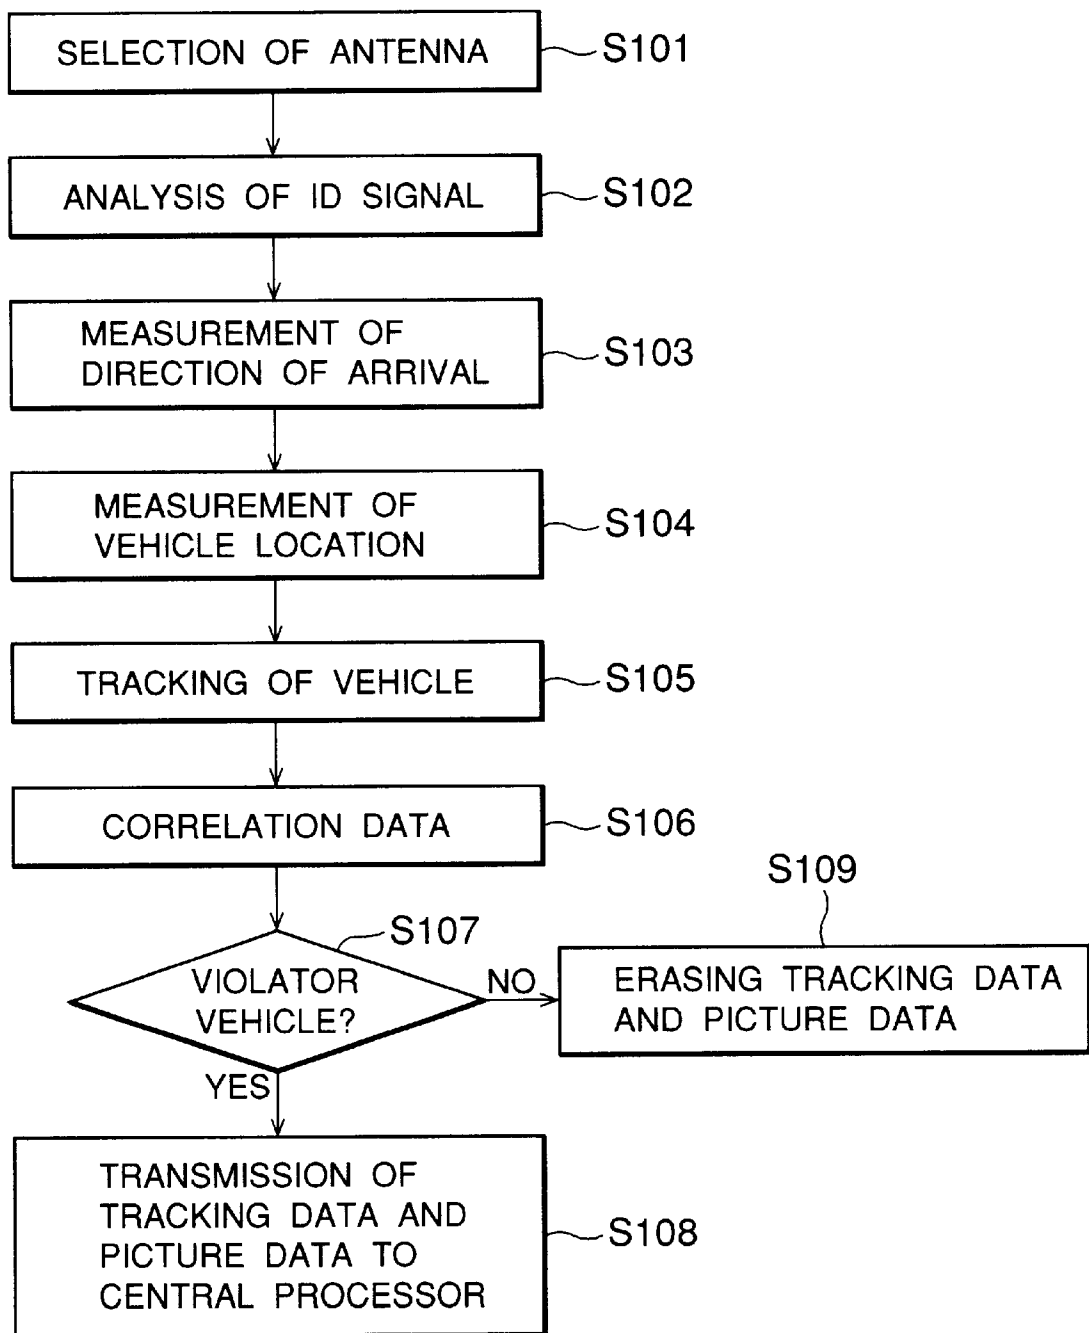 SELECTION OF ANTENNA
S101
ANALYSIS OF ID SIGNAL
S102
MEASUREMENT OF
DIRECTION OF ARRIVAL
S103
MEASUREMENT OF
VEHICLE LOCATION
S104
TRACKING OF VEHICLE
S105
CORRELATION DATA
S106
S107
VIOLATOR
VEHICLE?
NO
S109
ERASING TRACKING DATA
AND PICTURE DATA
YES
TRANSMISSION OF
TRACKING DATA AND
PICTURE DATA TO
CENTRAL PROCESSOR
S108